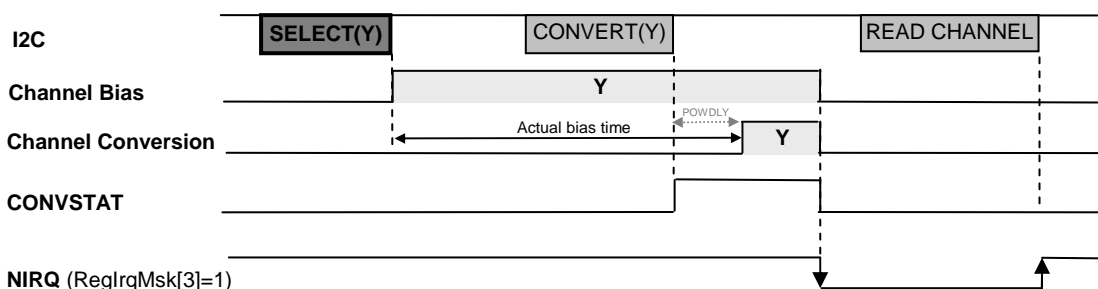 I2C SELECT(Y) CONVERT(Y) READ CHANNEL
Channel Bias Y
POWDLY
Actual bias time
Channel Conversion Y
CONVSTAT
NIRQ (RegIrqMsk[3]=1)